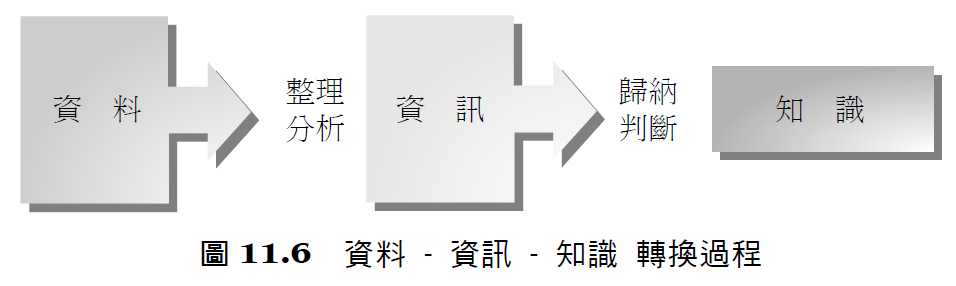 資 料
整理
分析
資 訊
歸納
判斷
知 識
圖 11.6 資料 - 資訊 - 知識 轉換過程